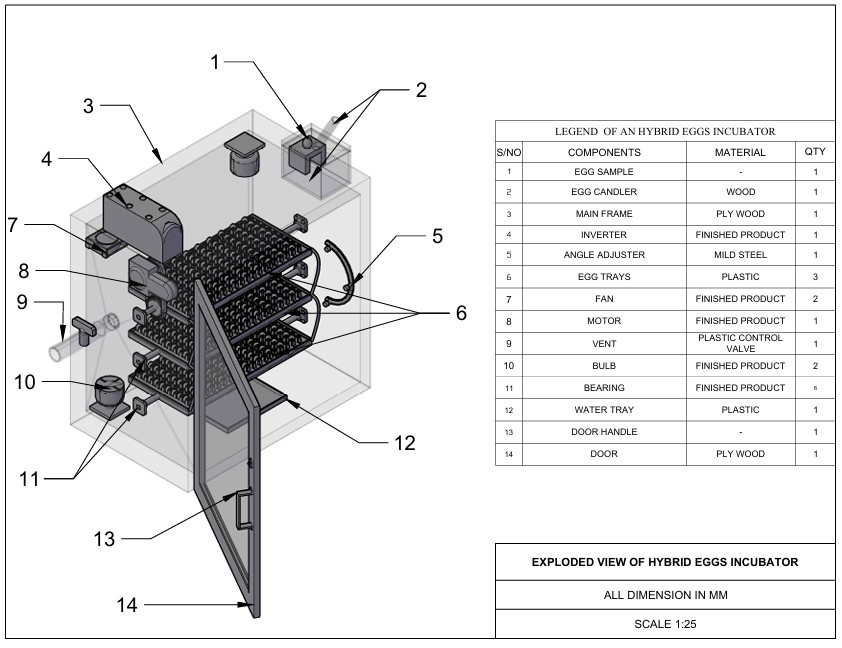 1
2
3
4
7
5
8
9
6
10
12
11
13
14
LEGEND OF AN HYBRID EGGS INCUBATOR
S/NO COMPONENTS MATERIAL QTY
1 EGG SAMPLE - 1
2 EGG CANDLER WOOD 1
3 MAIN FRAME PLY WOOD 1
4 INVERTER FINISHED PRODUCT 1
5 ANGLE ADJUSTER MILD STEEL 1
6 EGG TRAYS PLASTIC 3
7 FAN FINISHED PRODUCT 2
8 MOTOR FINISHED PRODUCT 1
9 VENT PLASTIC CONTROL VALVE 1
10 BULB FINISHED PRODUCT 2
11 BEARING FINISHED PRODUCT 6
12 WATER TRAY PLASTIC 1
13 DOOR HANDLE - 1
14 DOOR PLY WOOD 1
EXPLODED VIEW OF HYBRID EGGS INCUBATOR
ALL DIMENSION IN MM
SCALE 1:25